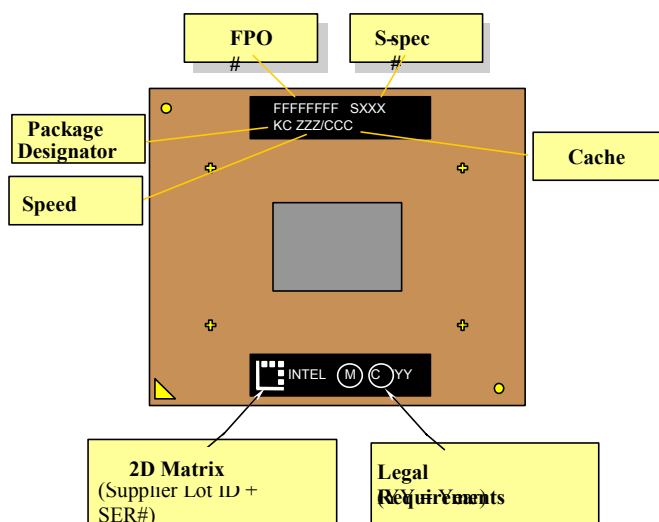 FPO
#
S-spec
#
FFFFFFFF SXXX
KC ZZZ/CCC
Package
Designator
Cache
Speed
INTEL M C YY
2D Matrix
(Supplier Lot ID +
SER#)
Legal
Requirements